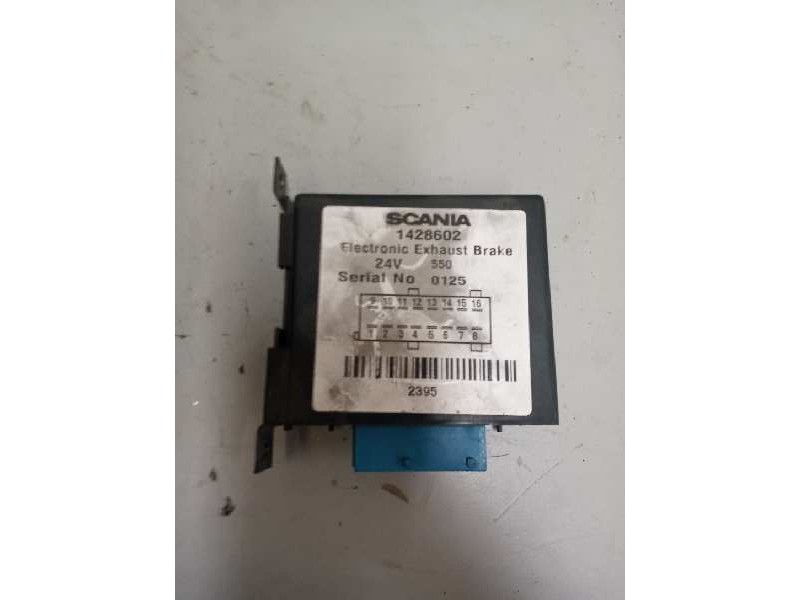 SCANIA
1428602
Electronic Exhaust Brake
24V 550
Serial No 0125
9 10 11 12 13 14 15 16
1 2 3 4 5 6 7 8
2395